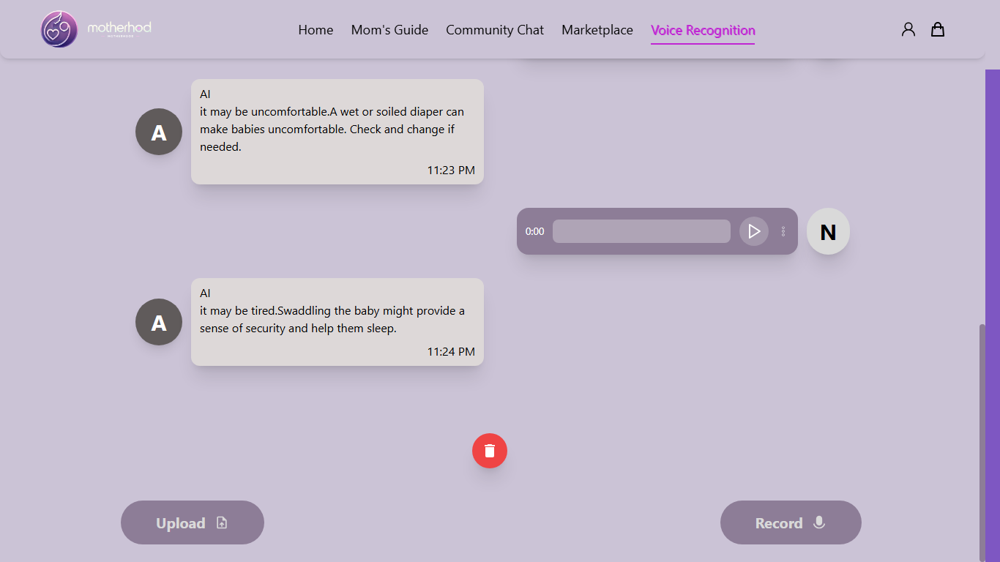 motherhod
MOTHERHOOD
Home
Mom's Guide
Community Chat
Marketplace
Voice Recognition
A
AI
it may be uncomfortable.A wet or soiled diaper can
make babies uncomfortable. Check and change if
needed.
11:23 PM
0:00
N
A
AI
it may be tired.Swaddling the baby might provide a
sense of security and help them sleep.
11:24 PM
Upload
Record